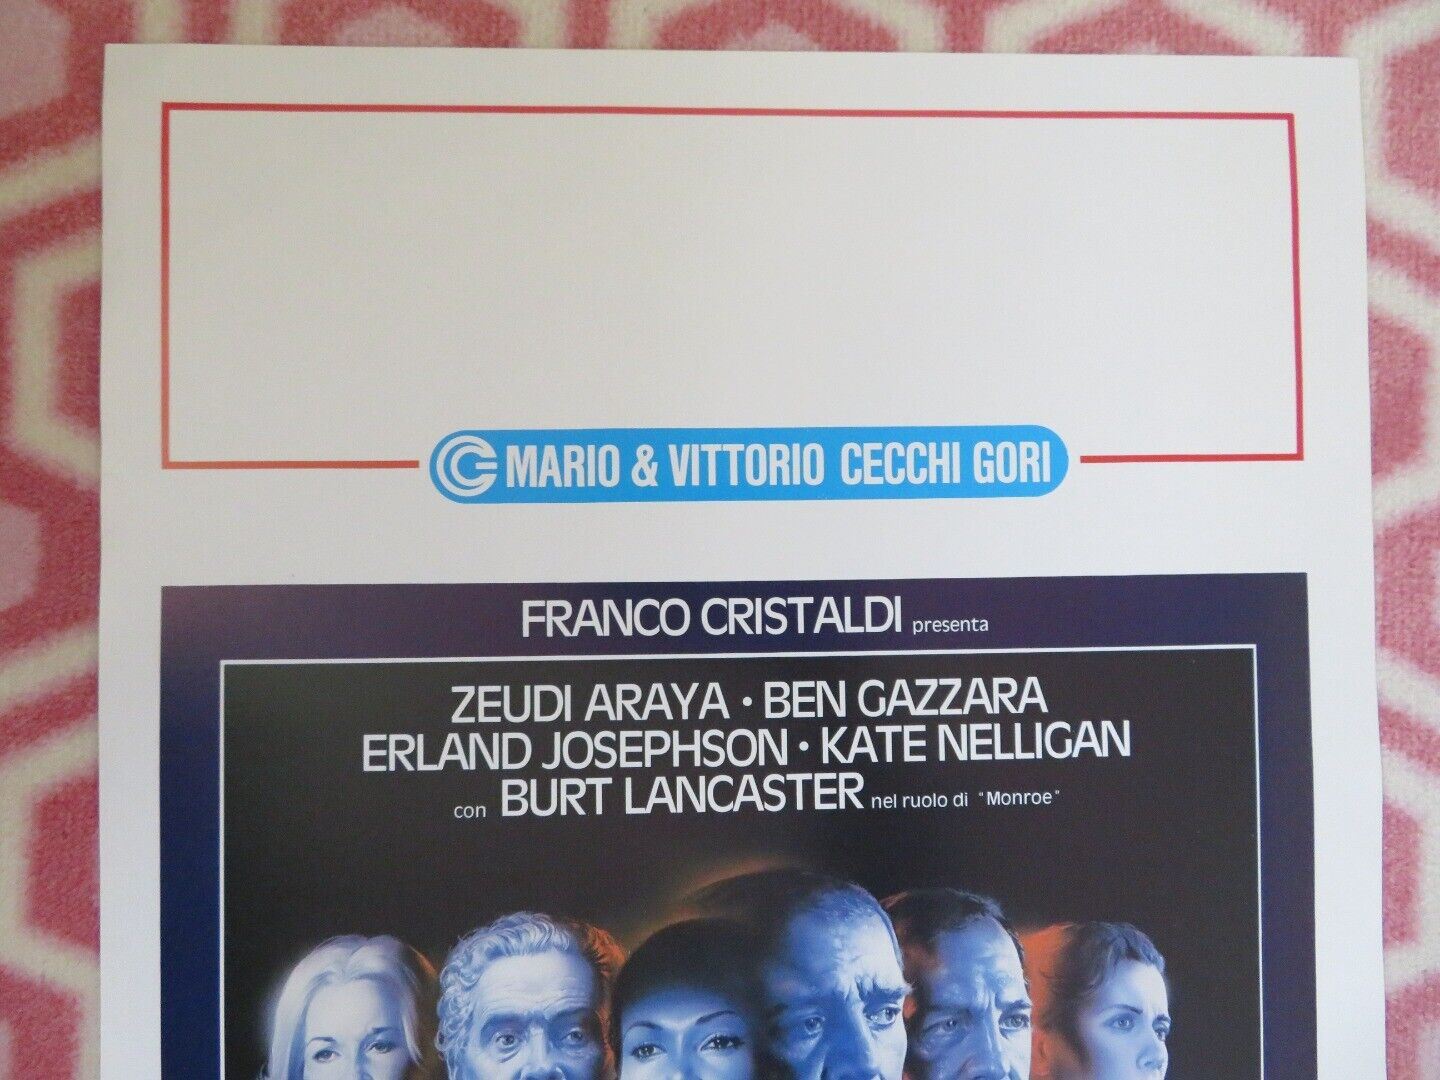 MARIO & VITTORIO CECCHI GORI
FRANCO CRISTALDI presenta
ZEUDI ARAYA • BEN GAZZARA
ERLAND JOSEPHSON • KATE NELLIGAN
con BURT LANCASTER nel ruolo di "Monroe"